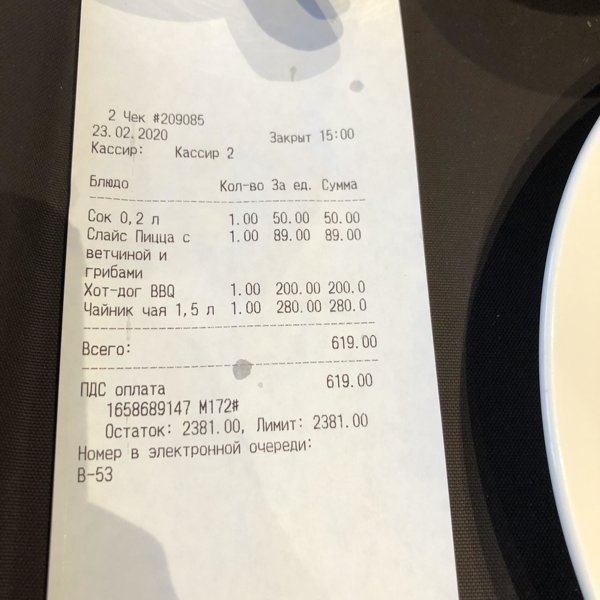 2 Чек #209085
23.02.2020 Закрыт 15:00
Кассир: Кассир 2
Блюдо Кол-во За ед. Сумма
Сок 0,2 л 1.00 50.00 50.00
Слайс Пицца с 1.00 89.00 89.00
ветчиной и
грибами
Хот-дог BBQ 1.00 200.00 200.0
Чайник чая 1,5 л 1.00 280.00 280.0
Всего: 619.00
ПДС оплата 619.00
1658689147 М172#
Остаток: 2381.00, Лимит: 2381.00
Номер в электронной очереди:
В-53